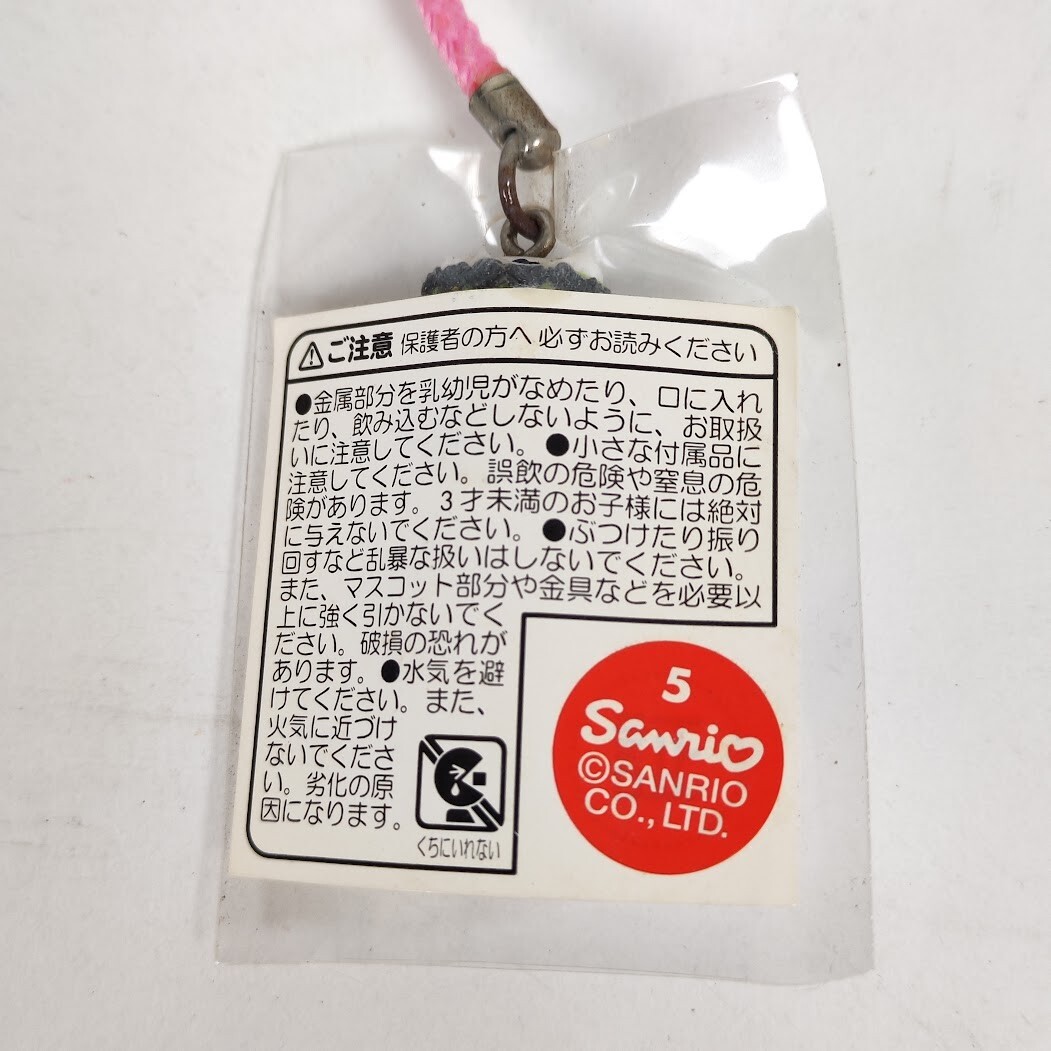 ご注意 保護者の方へ 必ずお読みください
●金属部分を乳幼児がなめたり、口に入れ
たり、飲み込むなどしないように、お取扱
いに注意してください。●小さな付属品に
注意してください。誤飲の危険や窒息の危
険があります。3才未満のお子様には絶対
に与えないでください。●ぶつけたり振り
回すなど乱暴な扱いはしないでください。
また、マスコット部分や金具などを必要以
上に強く引かないでく
ださい。破損の恐れが
あります。●水気を避
けてください。また、
火気に近づけ
ないでくださ
い。劣化の原
因になります。
くちにいれない
5
Sanrio
©SANRIO
CO., LTD.